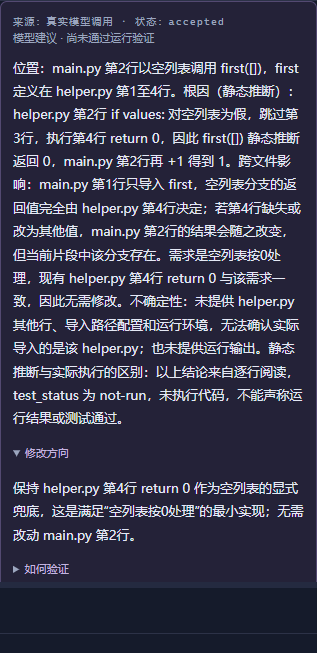 来源：真实模型调用 · 状态：accepted
模型建议 · 尚未通过运行验证
位置：main.py 第2行以空列表调用 first([])，first
定义在 helper.py 第1至4行。根因（静态推断）：
helper.py 第2行 if values: 对空列表为假，跳过第
3行，执行第4行 return 0，因此 first([]) 静态推断
返回 0，main.py 第2行再 +1 得到 1。跨文件影
响：main.py 第1行只导入 first，空列表分支的返
回值完全由 helper.py 第4行决定；若第4行缺失或
改为其他值，main.py 第2行的结果会随之改变，
但当前片段中该分支存在。需求是空列表按0处
理，现有 helper.py 第4行 return 0 与该需求一
致，因此无需修改。不确定性：未提供 helper.py
其他行、导入路径配置和运行环境，无法确认实际
导入的是该 helper.py；也未提供运行输出。静态
推断与实际执行的区别：以上结论来自逐行阅读，
test_status 为 not-run，未执行代码，不能声称运
行结果或测试通过。
▼ 修改方向
保持 helper.py 第4行 return 0 作为空列表的显式
兜底，这是满足“空列表按0处理”的最小实现；无需
改动 main.py 第2行。
▶ 如何验证